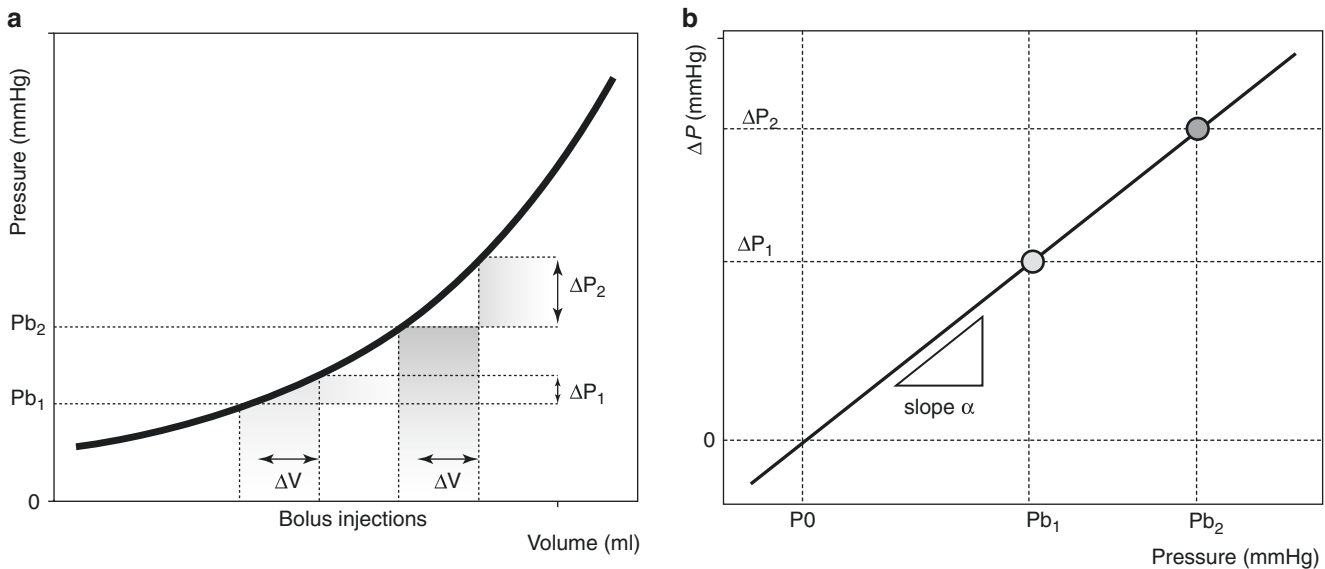 a
Pressure (mmHg)
Pb₂
Pb₁
0
ΔP₂
ΔP₁
ΔV
ΔV
Bolus injections
Volume (ml)
b
ΔP (mmHg)
ΔP₂
ΔP₁
0
slope α
P0
Pb₁
Pb₂
Pressure (mmHg)